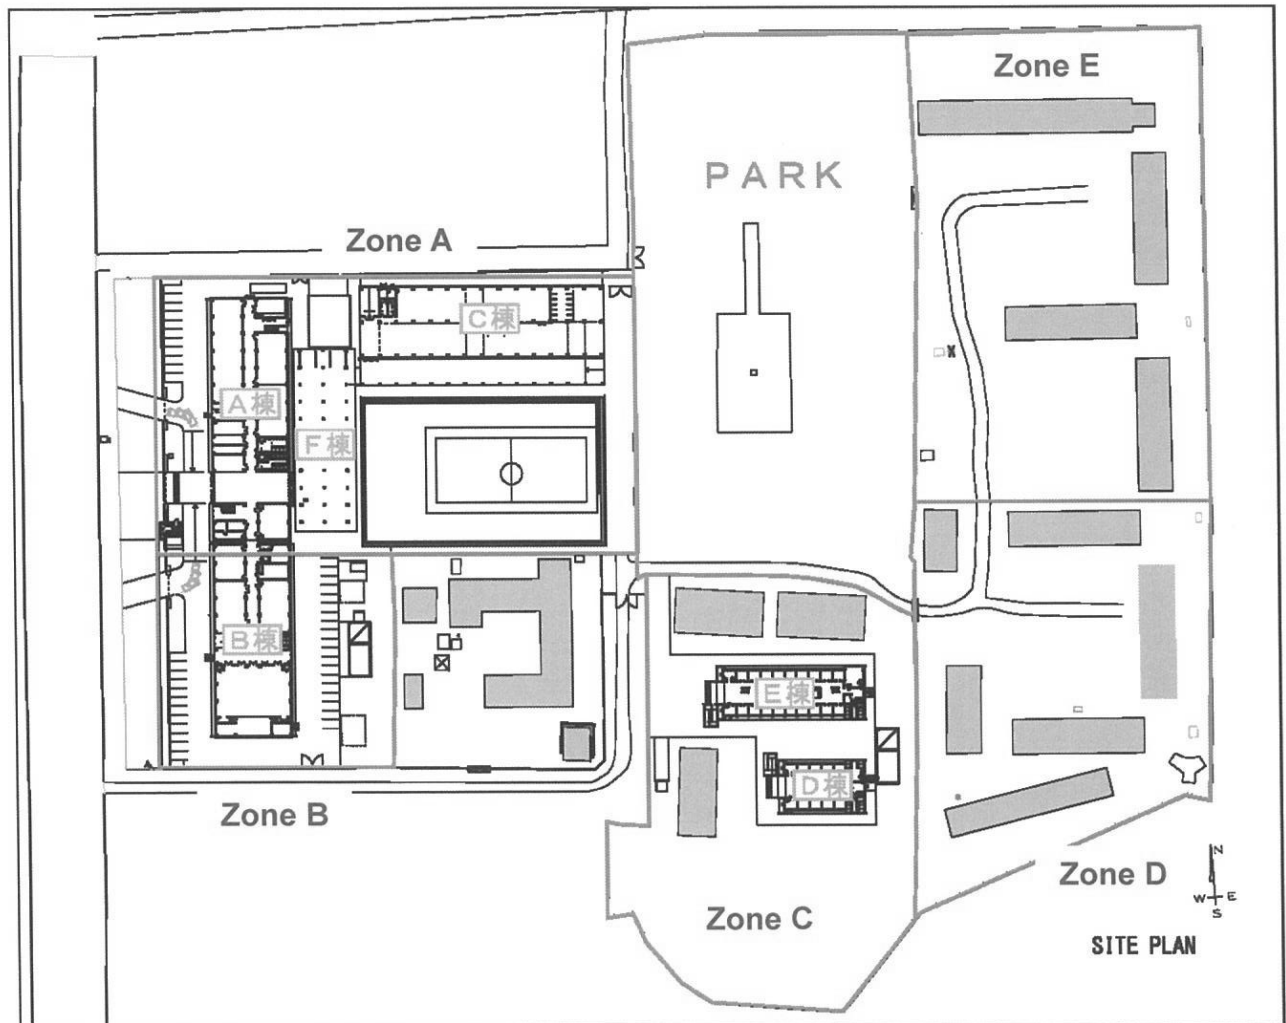 Zone E
PARK
Zone A
C棟
A棟
F棟
B棟
E棟
D棟
Zone B
Zone C
Zone D
N
W E
S
SITE PLAN